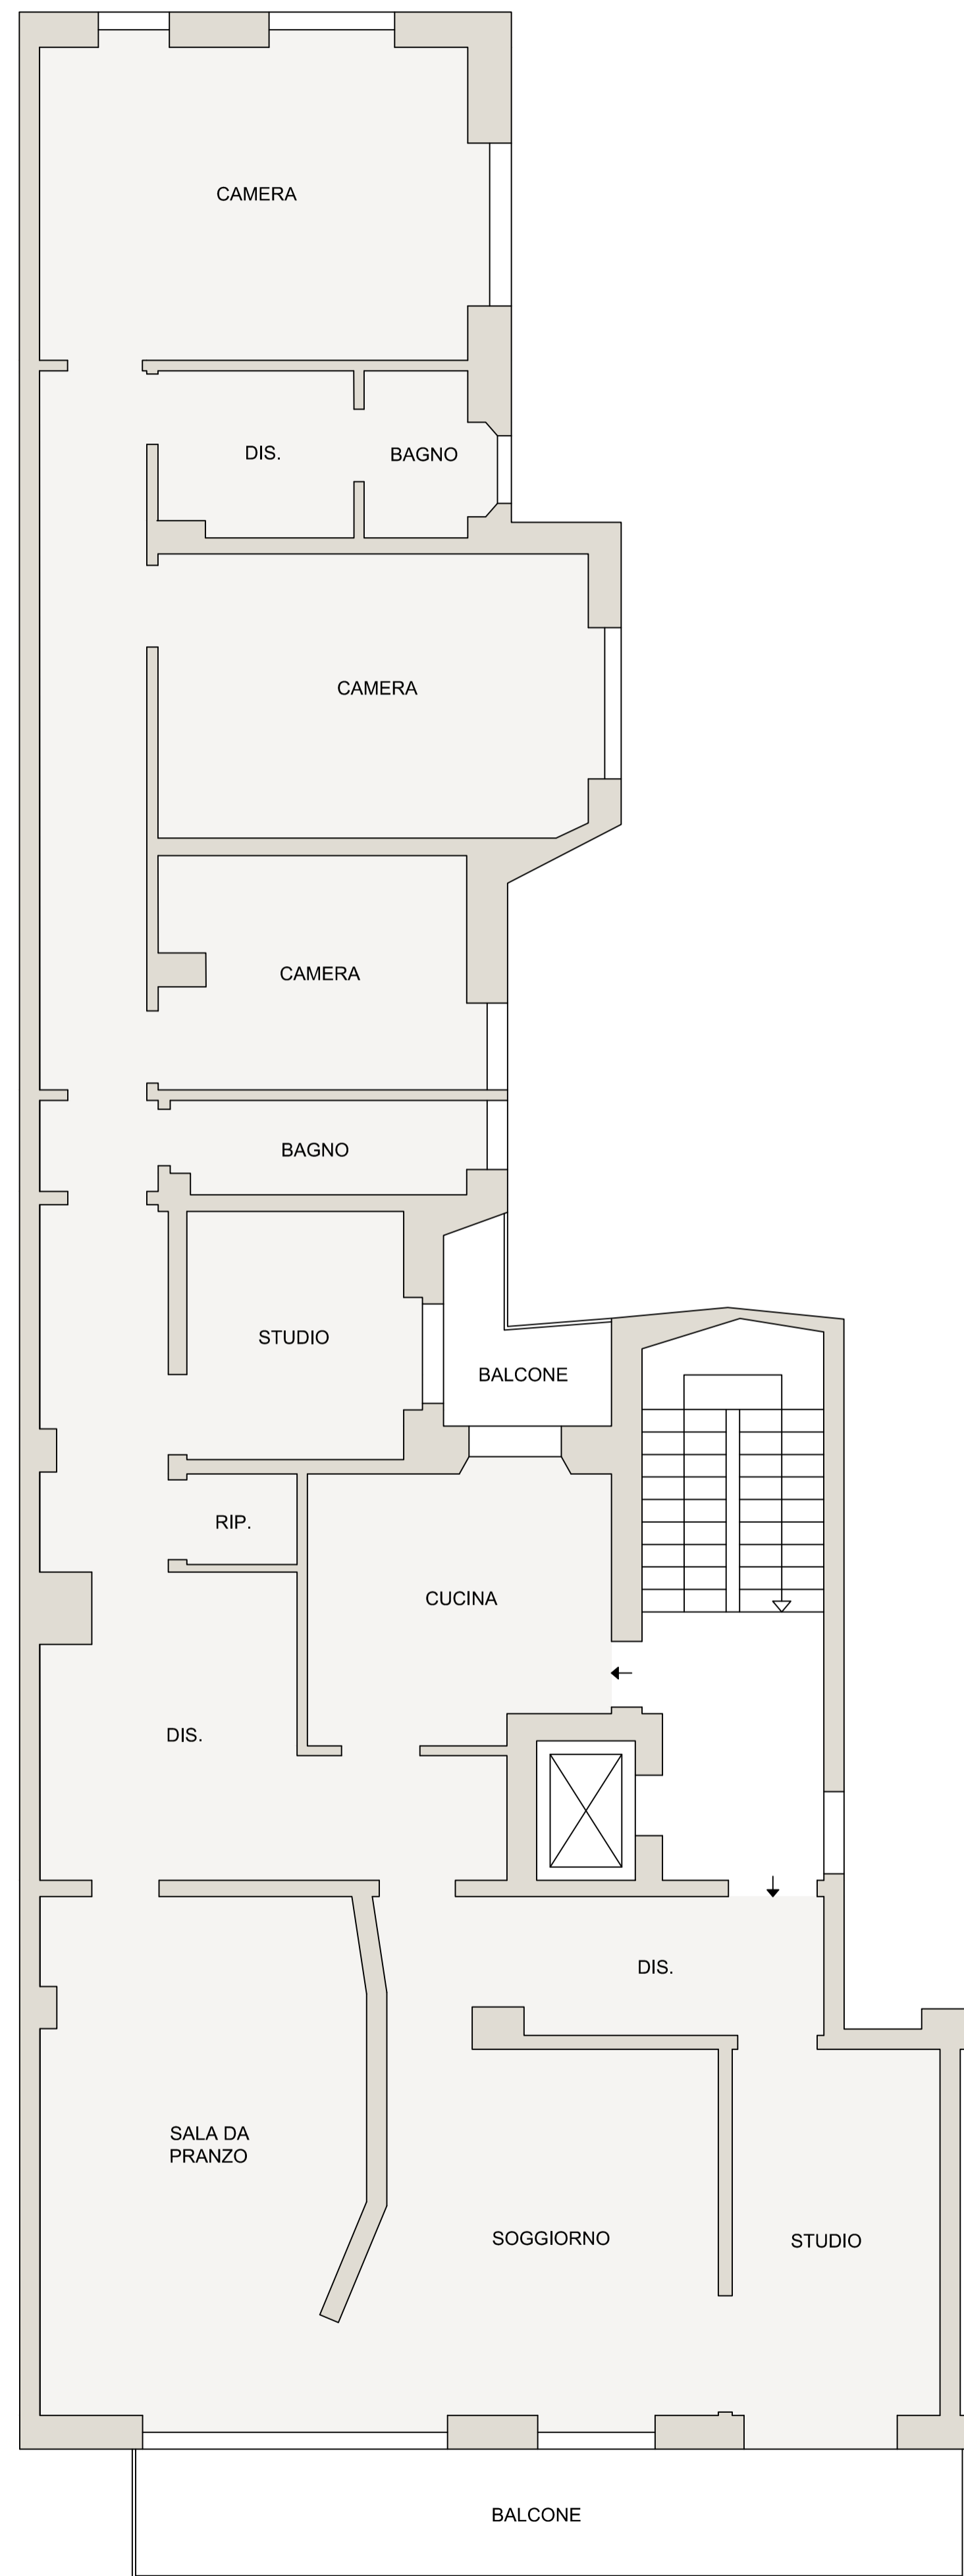 CAMERA
DIS.
BAGNO
CAMERA
CAMERA
BAGNO
STUDIO
BALCONE
RIP.
CUCINA
DIS.
DIS.
SALA DA
PRANZO
SOGGIORNO
STUDIO
BALCONE